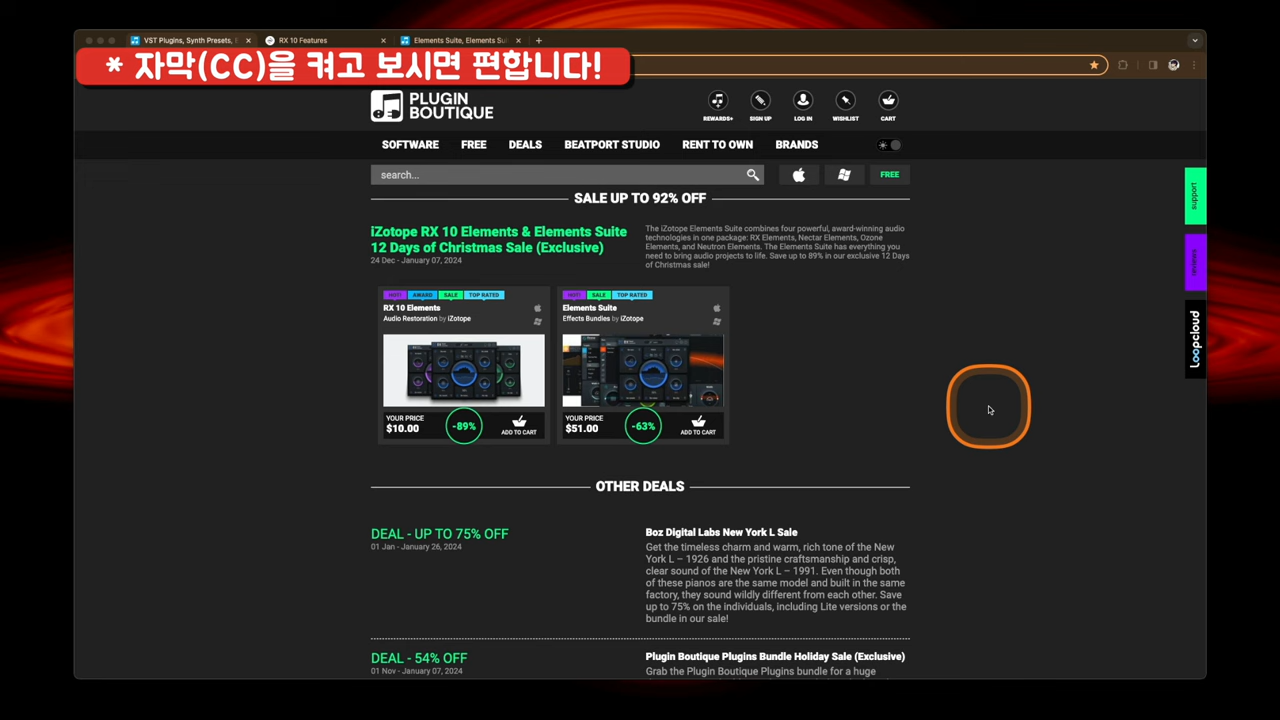 VST Plugins, Synth Presets,
RX 10 Features
Elements Suite, Elements Su
* 자막(CC)을 켜고 보시면 편합니다!
PLUGIN
BOUTIQUE
REWARDS+
SIGN UP
LOG IN
WISHLIST
CART
SOFTWARE
FREE
DEALS
BEATPORT STUDIO
RENT TO OWN
BRANDS
search...
FREE
support
reviews
Loopcloud
SALE UP TO 92% OFF
iZotope RX 10 Elements & Elements Suite
12 Days of Christmas Sale (Exclusive)
24 Dec - January 07, 2024
The iZotope Elements Suite combines four powerful, award-winning audio
technologies in one package: RX Elements, Nectar Elements, Ozone
Elements, and Neutron Elements. The Elements Suite has everything you
need to bring audio projects to life. Save up to 89% in our exclusive 12 Days
of Christmas sale!
HOT!
AWARD
SALE
TOP RATED
RX 10 Elements
Audio Restoration by iZotope
YOUR PRICE
$10.00
-89%
ADD TO CART
HOT!
SALE
TOP RATED
Elements Suite
Effects Bundles by iZotope
YOUR PRICE
$51.00
-63%
ADD TO CART
OTHER DEALS
DEAL - UP TO 75% OFF
01 Jan - January 26, 2024
Boz Digital Labs New York L Sale
Get the timeless charm and warm, rich tone of the New
York L – 1926 and the pristine craftsmanship and crisp,
clear sound of the New York L – 1991. Even though both
of these pianos are the same model and built in the same
factory, they sound wildly different from each other. Save
up to 75% on the individuals, including Lite versions or the
bundle in our sale!
DEAL - 54% OFF
01 Nov - January 07, 2024
Plugin Boutique Plugins Bundle Holiday Sale (Exclusive)
Grab the Plugin Boutique Plugins bundle for a huge